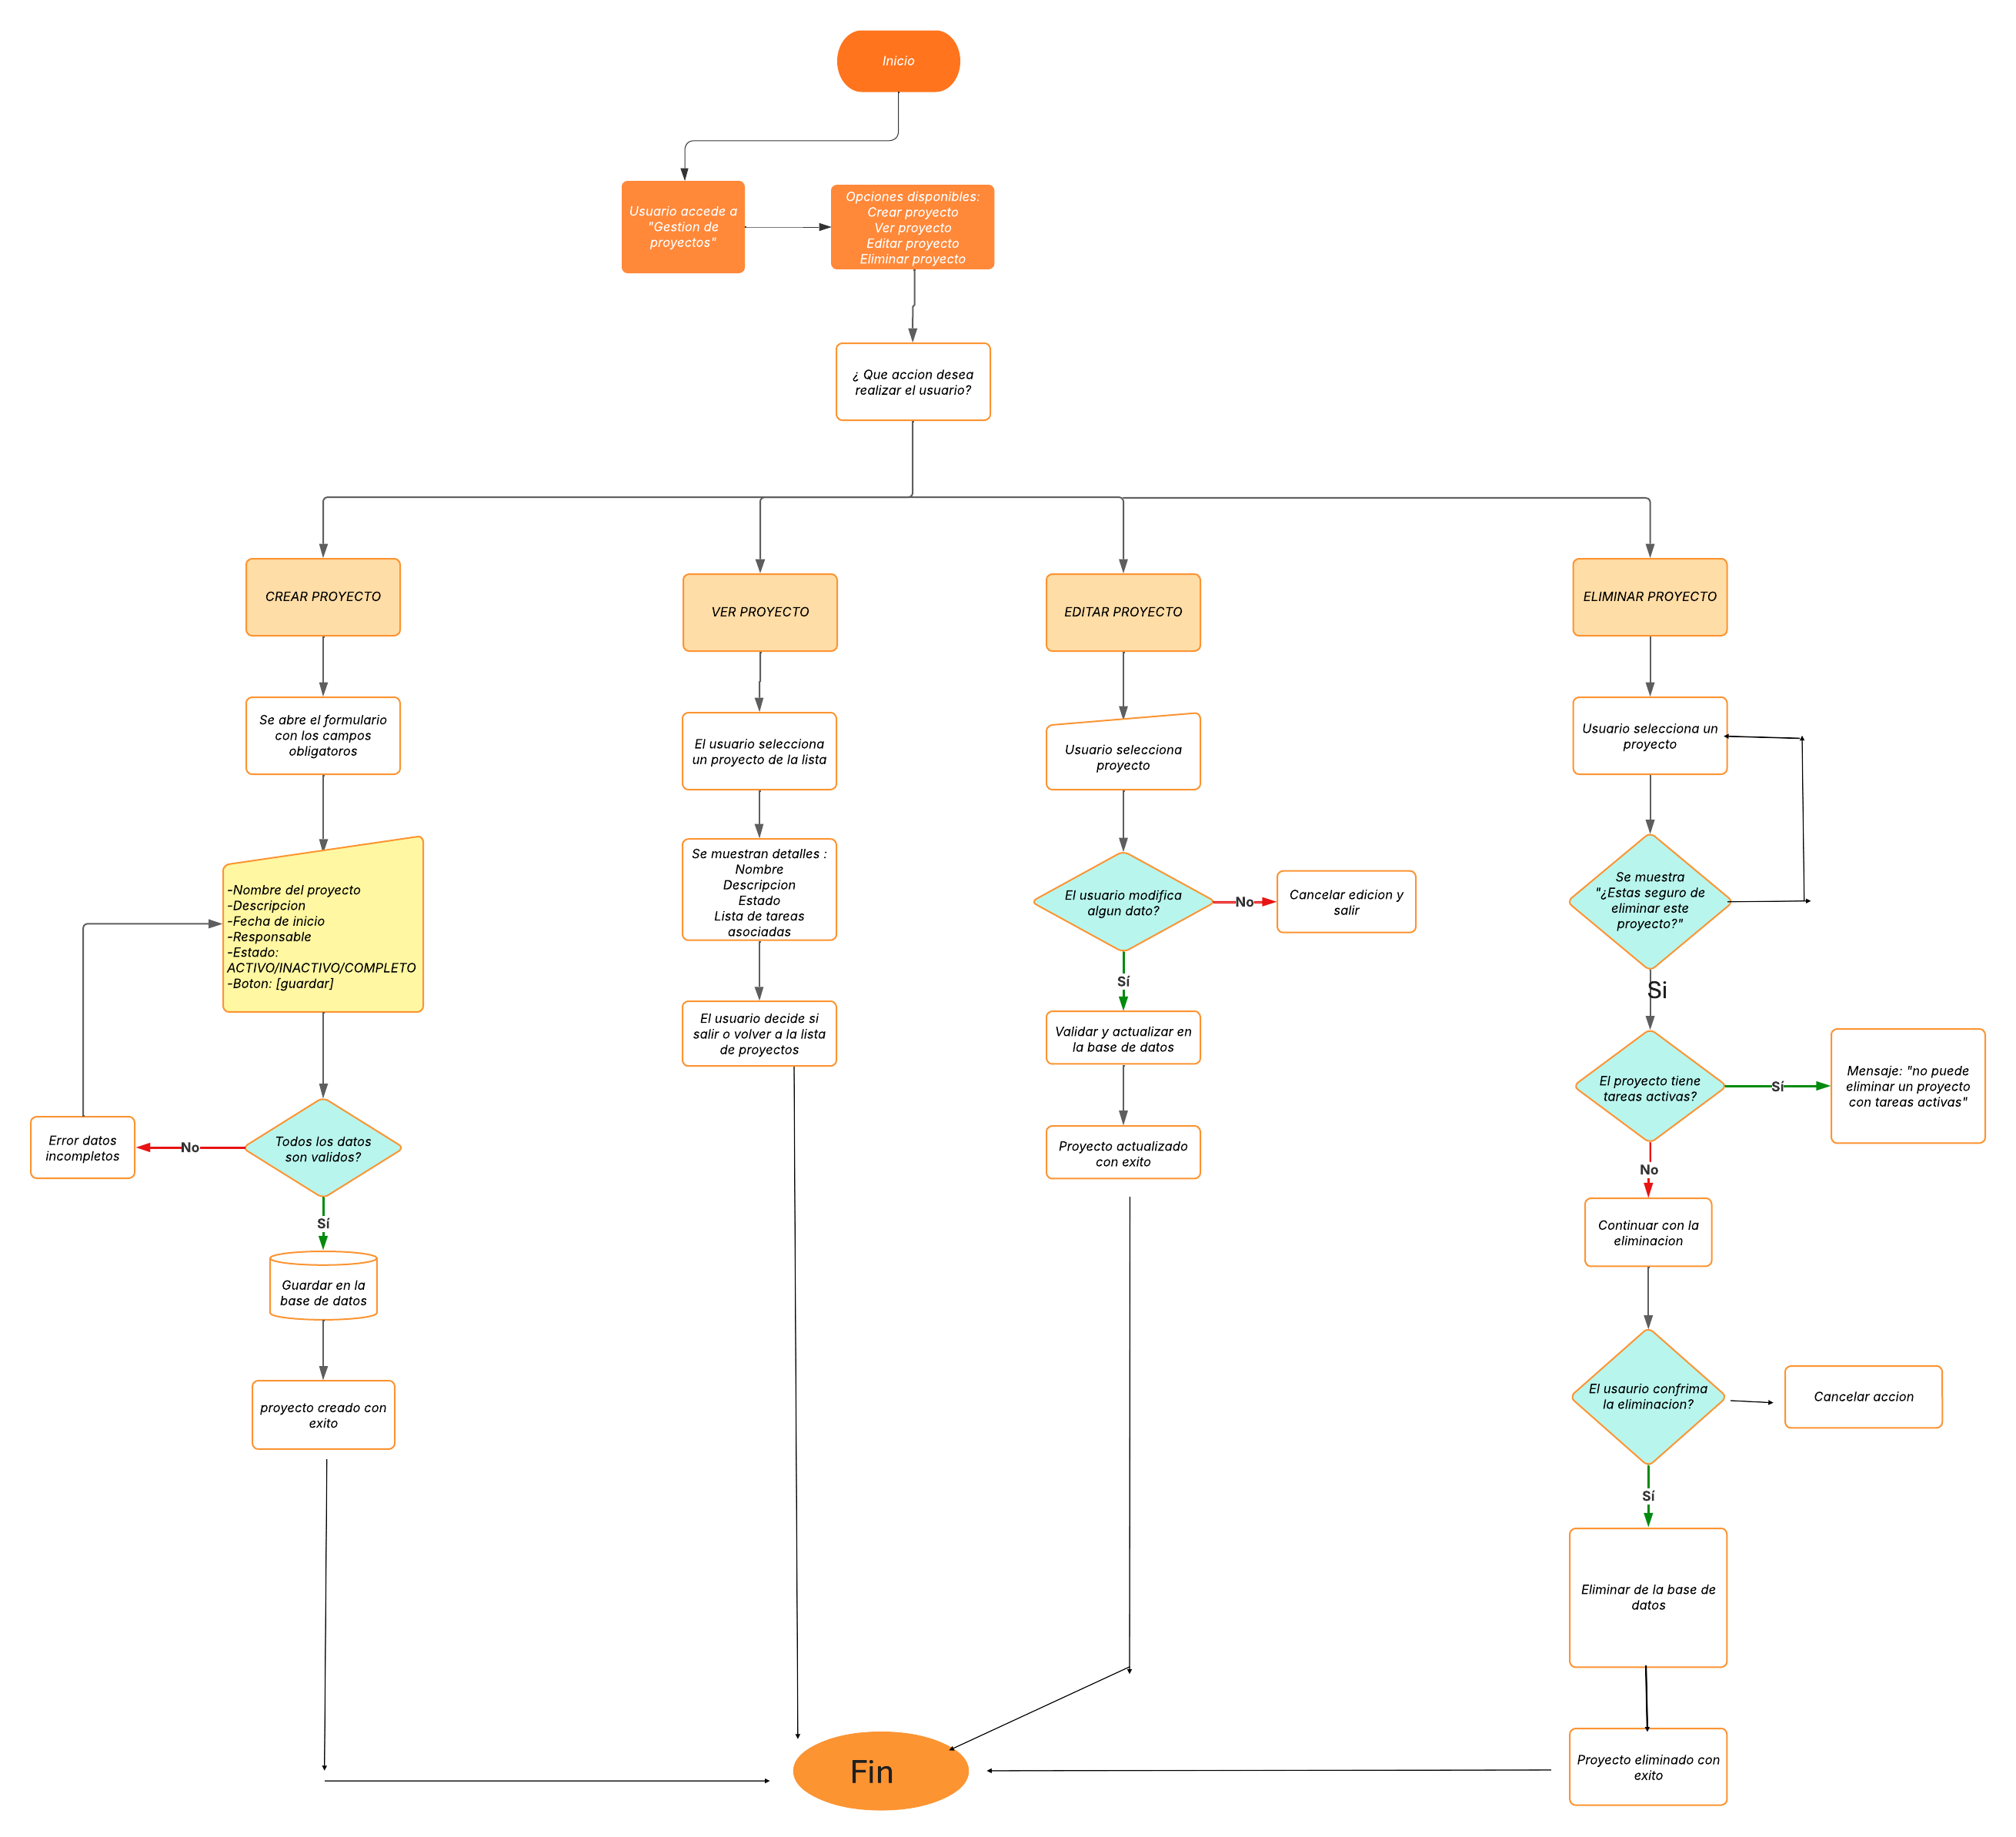 Inicio
Usuario accede a
"Gestion de
proyectos"
Opciones disponibles:
Crear proyecto
Ver proyecto
Editar proyecto
Eliminar proyecto
¿ Que accion desea
realizar el usuario?
CREAR PROYECTO
Se abre el formulario
con los campos
obligatoros
-Nombre del proyecto
-Descripcion
-Fecha de inicio
-Responsable
-Estado:
ACTIVO/INACTIVO/COMPLETO
-Boton: [guardar]
Todos los datos
son validos?
No
Error datos
incompletos
Sí
Guardar en la
base de datos
proyecto creado con
exito
VER PROYECTO
El usuario selecciona
un proyecto de la lista
Se muestran detalles :
Nombre
Descripcion
Estado
Lista de tareas
asociadas
El usuario decide si
salir o volver a la lista
de proyectos
EDITAR PROYECTO
Usuario selecciona
proyecto
El usuario modifica
algun dato?
No
Cancelar edicion y
salir
Sí
Validar y actualizar en
la base de datos
Proyecto actualizado
con exito
ELIMINAR PROYECTO
Usuario selecciona un
proyecto
Se muestra
"¿Estas seguro de
eliminar este
proyecto?"
Si
El proyecto tiene
tareas activas?
Sí
Mensaje: "no puede
eliminar un proyecto
con tareas activas"
No
Continuar con la
eliminacion
El usaurio confrima
la eliminacion?
Cancelar accion
Sí
Eliminar de la base de
datos
Proyecto eliminado con
exito
Fin